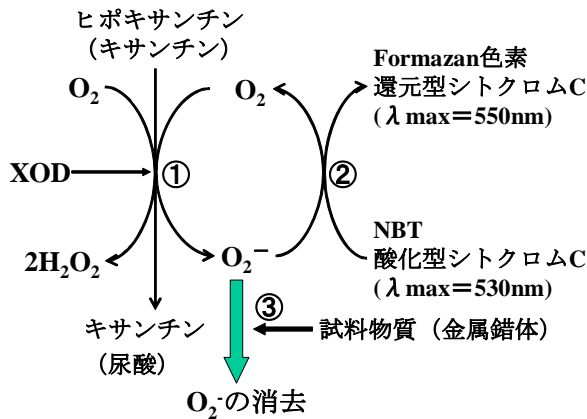 ヒポキサンチン
（キサンチン）
O₂
O₂
Formazan色素
還元型シトクロムC
(λmax＝550nm)
XOD
①
②
2H₂O₂
O₂⁻
NBT
酸化型シトクロムC
(λmax＝530nm)
キサンチン
（尿酸）
③
試料物質（金属錯体）
O₂⁻の消去